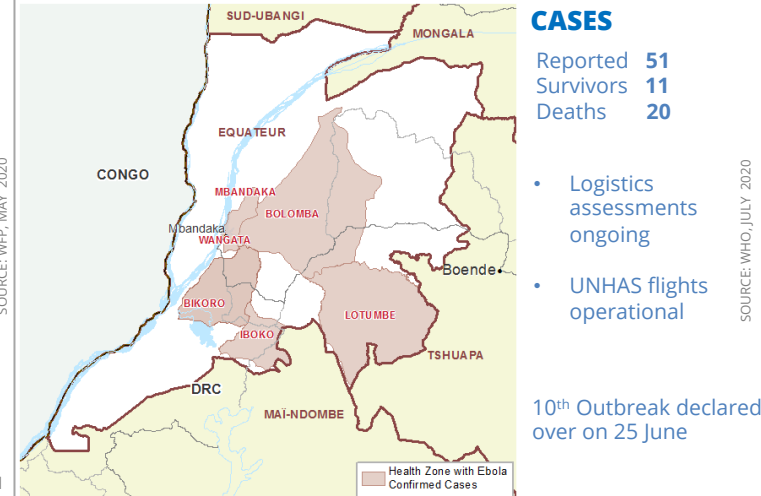 SUD-UBANGI
MONGALA
EQUATEUR
CONGO
MBANDAKA
BOLOMBA
Mbandaka
WANGATA
Boende
BIKORO
LOTUMBE
IBOKO
TSHUAPA
DRC
MAÏ-NDOMBE
Health Zone with Ebola
Confirmed Cases
SOURCE: WFP, MAY 2020
CASES
Reported 51
Survivors 11
Deaths 20
• Logistics
assessments
ongoing
• UNHAS flights
operational
SOURCE: WHO, JULY 2020
10th Outbreak declared
over on 25 June